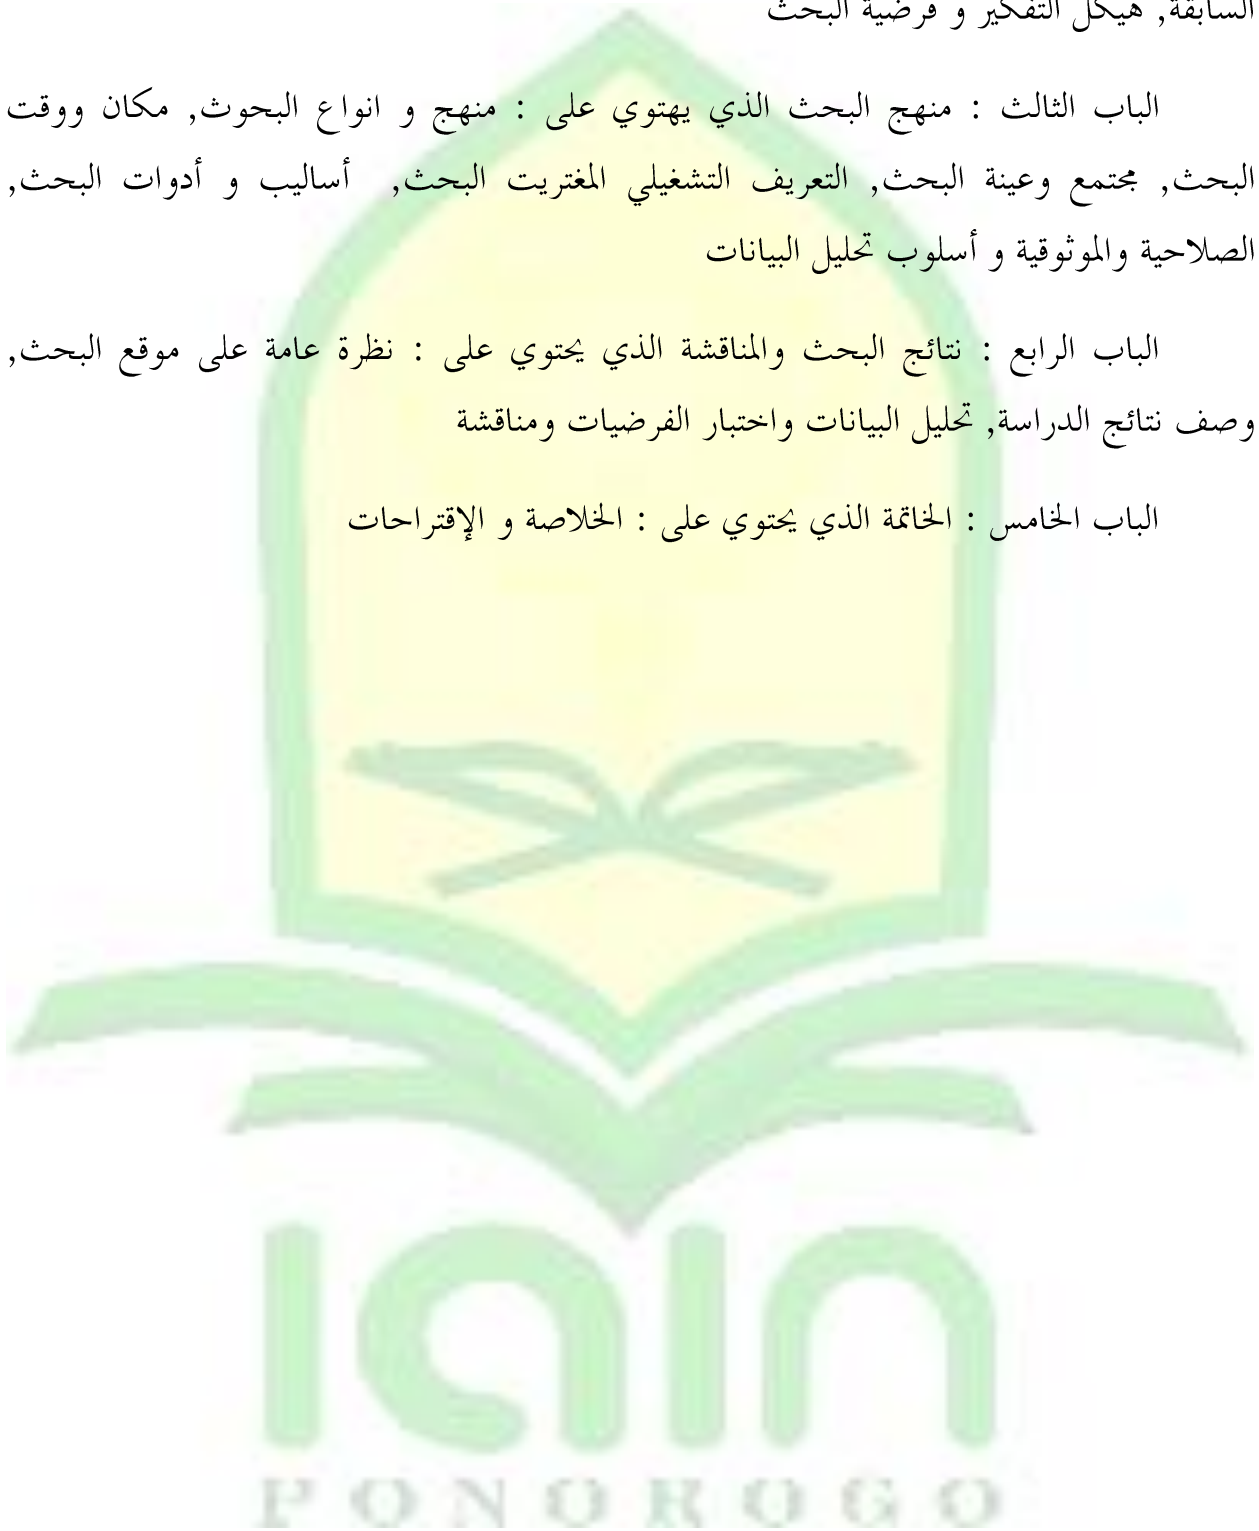 السابقة, هيكل التفكير و فرضية البحث
الباب الثالث : منهج البحث الذي يهتوي على : منهج و انواع البحوث, مكان ووقت
البحث, مجتمع وعينة البحث, التعريف التشغيلي المغتريت البحث, أساليب و أدوات البحث,
الصلاحية والموثوقية و أسلوب تحليل البيانات
الباب الرابع : نتائج البحث والمناقشة الذي يحتوي على : نظرة عامة على موقع البحث,
وصف نتائج الدراسة, تحليل البيانات واختبار الفرضيات ومناقشة
الباب الخامس : الخاتمة الذي يحتوي على : الخلاصة و الإقتراحات
iain
PONOROGO